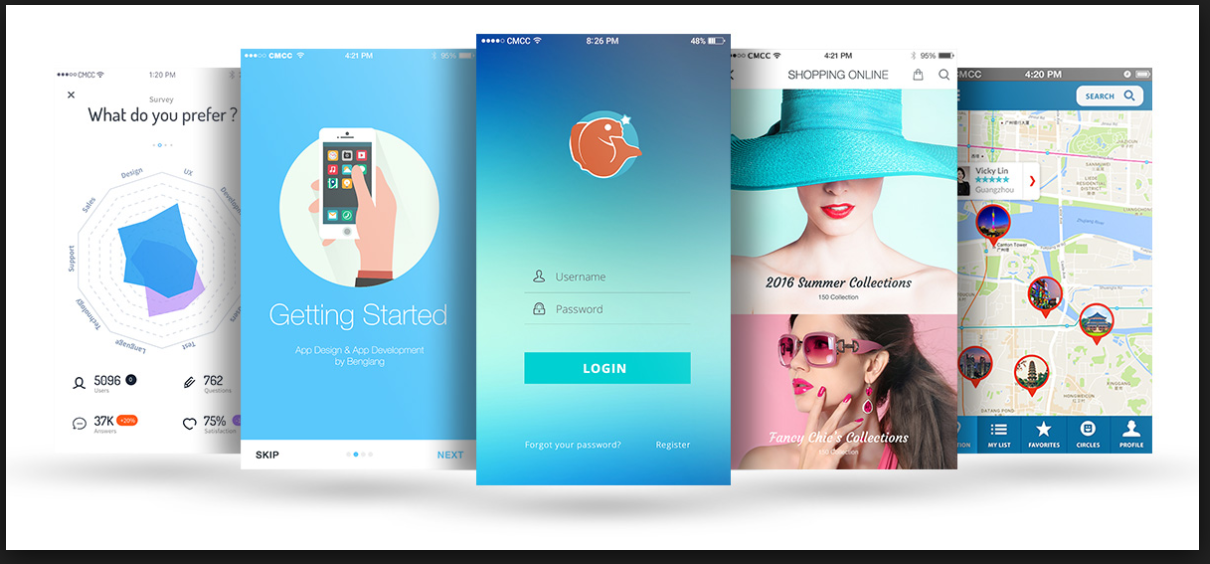 CMCC
1:20 PM
Survey
What do you prefer ?
Design
UX
Sales
Support
Technology
Language
Test
5096
Users
762
Questions
37K
+20%
Answers
75%
Satisfaction
CMCC
4:21 PM
95%
Getting Started
App Design & App Development
by Benglang
SKIP
NEXT
CMCC
8:26 PM
48%
Username
Password
LOGIN
Forgot your password?
Register
CMCC
4:21 PM
95%
SHOPPING ONLINE
2016 Summer Collections
150 Collection
Fancy Chic's Collections
CMCC
4:20 PM
SEARCH
Vicky Lin
Guangzhou
Canton Tower
广州塔
MY LIST
FAVORITES
CIRCLES
PROFILE